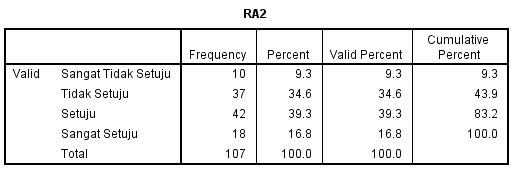 RA2
Frequency Percent Valid Percent Cumulative Percent
Valid Sangat Tidak Setuju 10 9.3 9.3 9.3
Tidak Setuju 37 34.6 34.6 43.9
Setuju 42 39.3 39.3 83.2
Sangat Setuju 18 16.8 16.8 100.0
Total 107 100.0 100.0